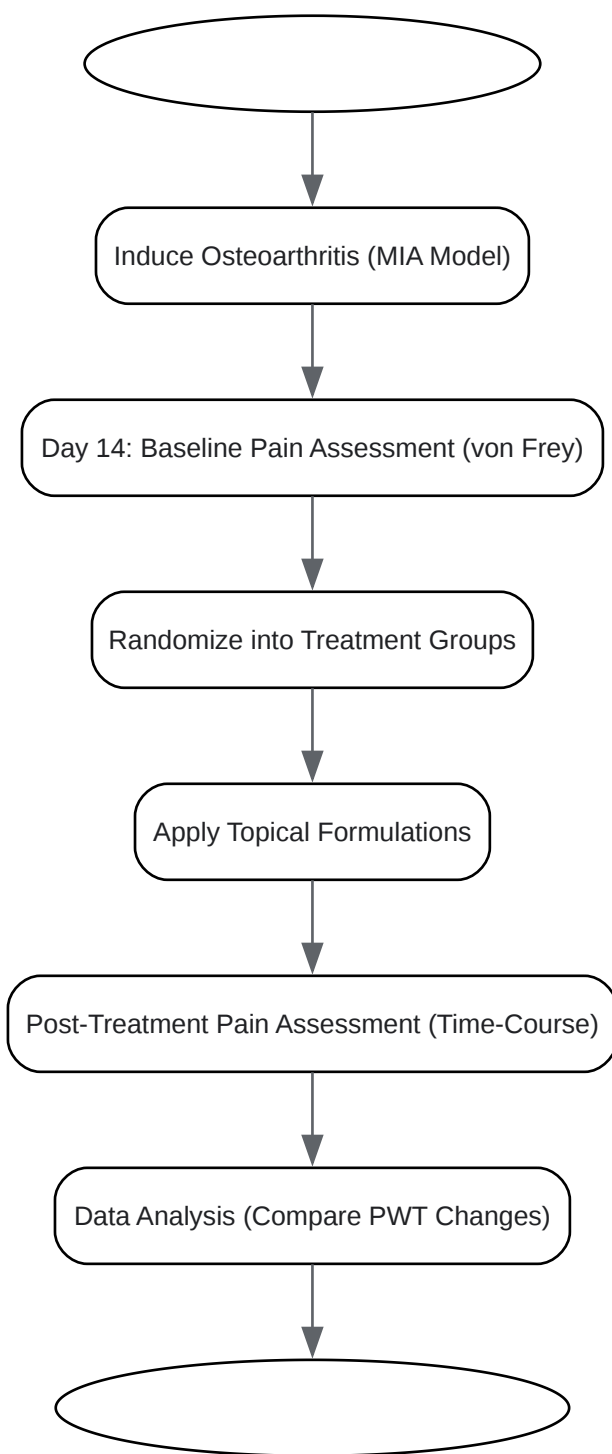 Induce Osteoarthritis (MIA Model)
Day 14: Baseline Pain Assessment (von Frey)
Randomize into Treatment Groups
Apply Topical Formulations
Post-Treatment Pain Assessment (Time-Course)
Data Analysis (Compare PWT Changes)